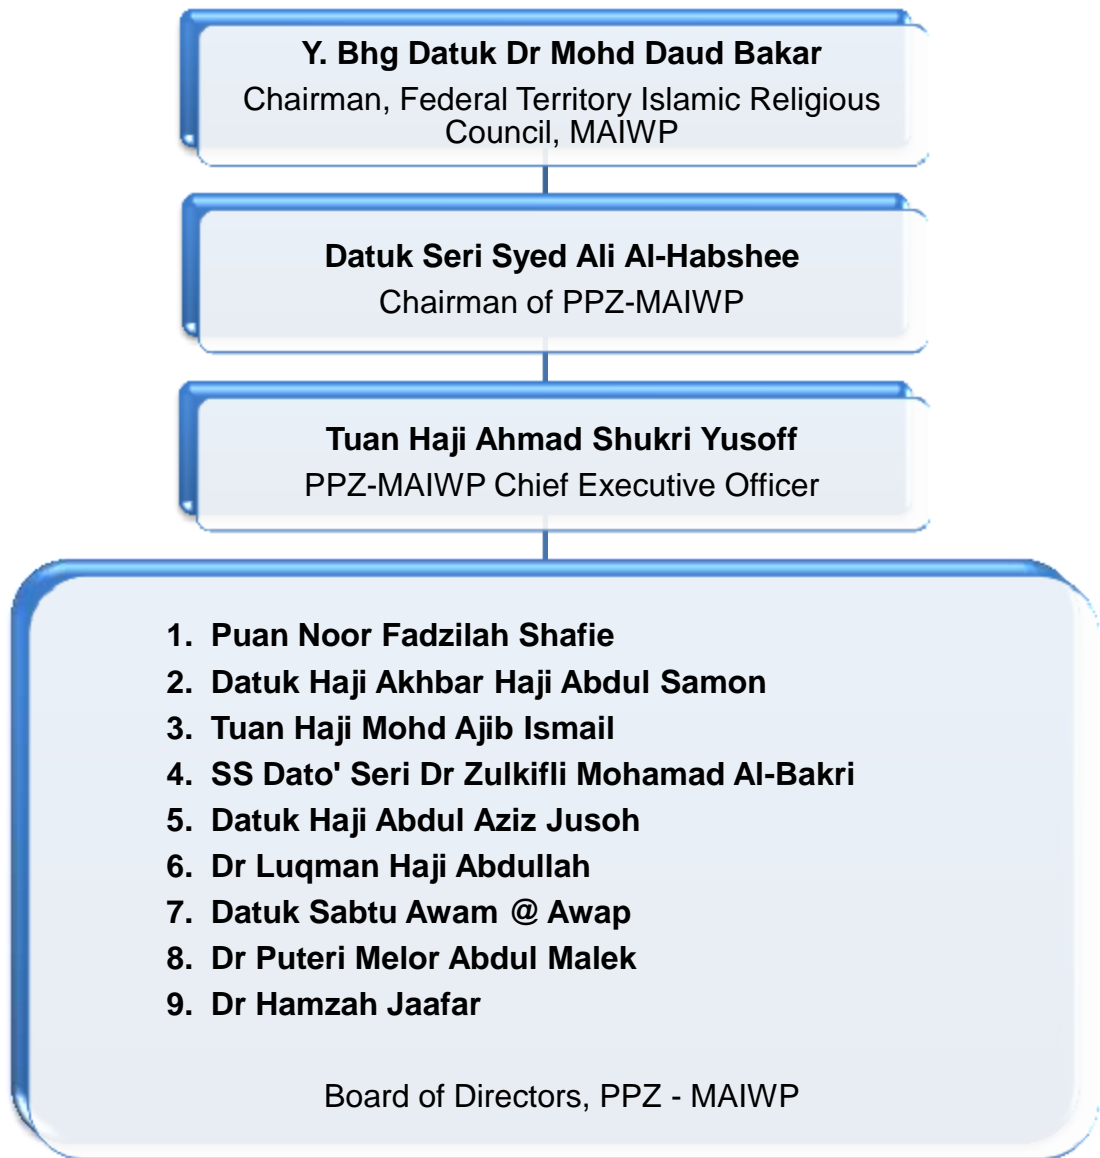 Y. Bhg Datuk Dr Mohd Daud Bakar
Chairman, Federal Territory Islamic Religious
Council, MAIWP
Datuk Seri Syed Ali Al-Habshee
Chairman of PPZ-MAIWP
Tuan Haji Ahmad Shukri Yusoff
PPZ-MAIWP Chief Executive Officer
1. Puan Noor Fadzilah Shafie
2. Datuk Haji Akhbar Haji Abdul Samon
3. Tuan Haji Mohd Ajib Ismail
4. SS Dato' Seri Dr Zulkifli Mohamad Al-Bakri
5. Datuk Haji Abdul Aziz Jusoh
6. Dr Luqman Haji Abdullah
7. Datuk Sabtu Awam @ Awap
8. Dr Puteri Melor Abdul Malek
9. Dr Hamzah Jaafar
Board of Directors, PPZ - MAIWP